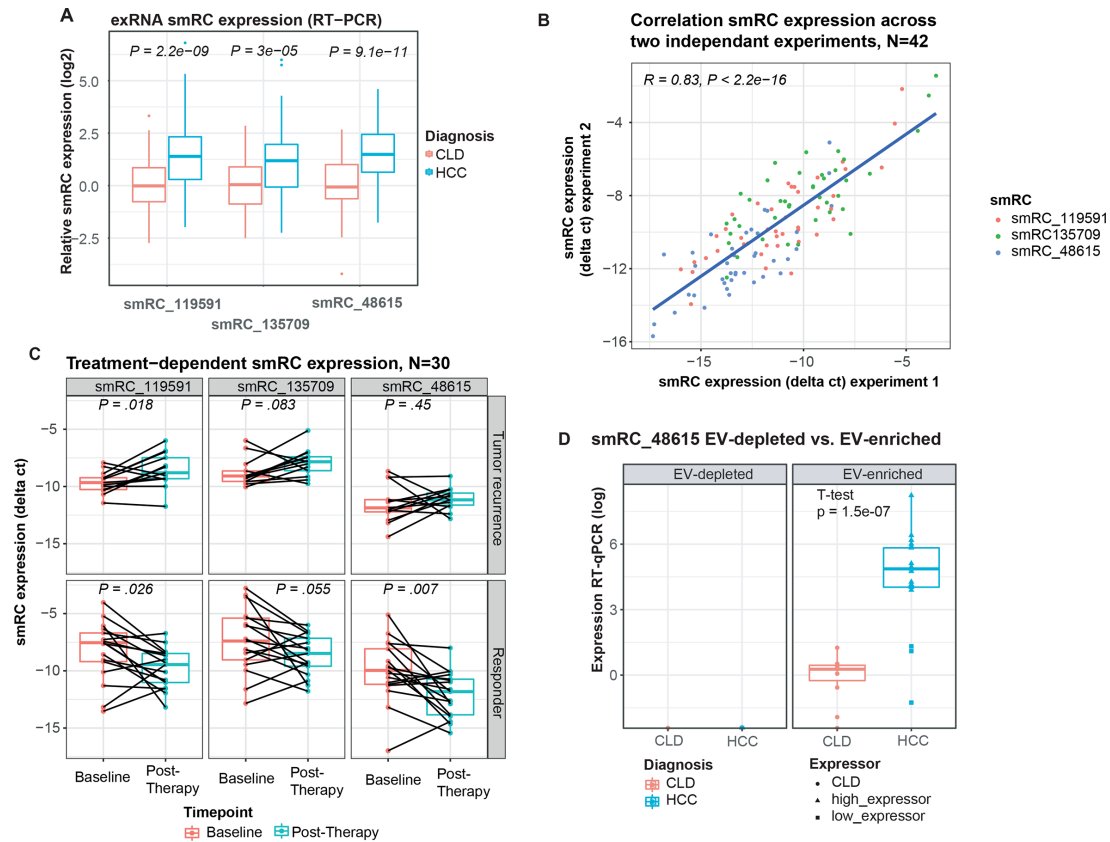 A
exRNA smRC expression (RT−PCR)
P = 2.2e−09
P = 3e−05
P = 9.1e−11
Relative smRC expression (log2)
5.0
2.5
0.0
−2.5
smRC_119591
smRC_135709
smRC_48615
Diagnosis
CLD
HCC
B
Correlation smRC expression across
two independant experiments, N=42
R = 0.83, P < 2.2e−16
smRC expression
(delta ct) experiment 2
−4
−8
−12
−16
−15
−10
−5
smRC expression (delta ct) experiment 1
smRC
smRC_119591
smRC135709
smRC_48615
C
Treatment−dependent smRC expression, N=30
smRC_119591
smRC_135709
smRC_48615
P = .018
P = .083
P = .45
Tumor recurrence
−5
−10
−15
smRC expression (delta ct)
P = .026
P = .055
P = .007
Responder
−5
−10
−15
Baseline
Post-
Therapy
Baseline
Post-
Therapy
Baseline
Post-
Therapy
Timepoint
Baseline
Post-Therapy
D
smRC_48615 EV-depleted vs. EV-enriched
EV-depleted
EV-enriched
T-test
p = 1.5e-07
Expression RT-qPCR (log)
6
3
0
CLD
HCC
CLD
HCC
Diagnosis
CLD
HCC
Expressor
CLD
high_expressor
low_expressor